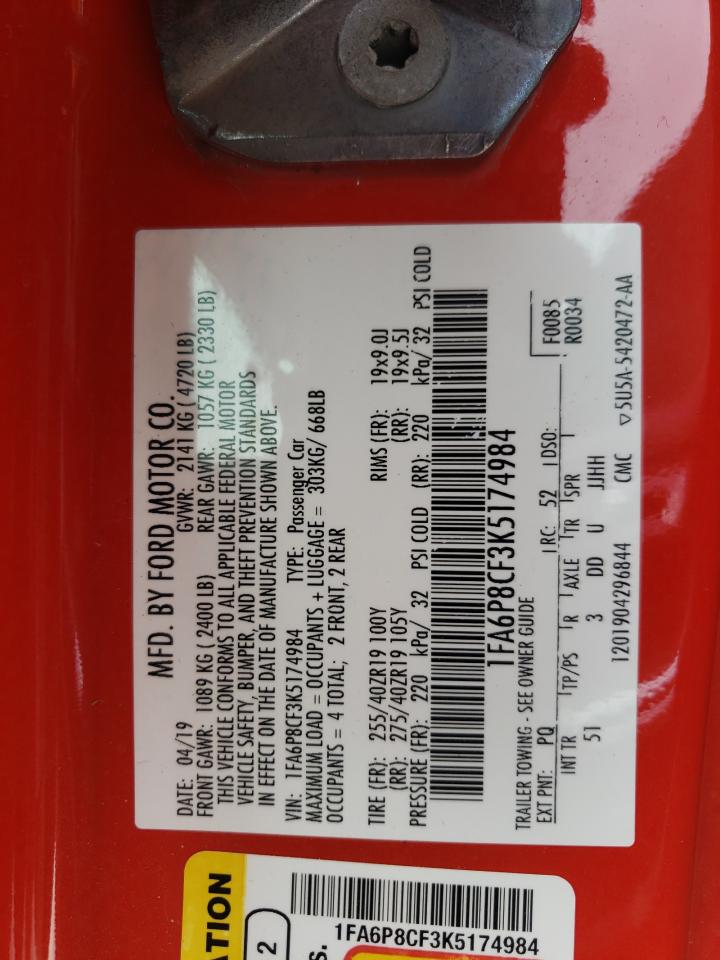 MFD. BY FORD MOTOR CO.
DATE: 04/19 GVWR: 2141 KG ( 4720 LB)
FRONT GAWR: 1089 KG ( 2400 LB) REAR GAWR: 1057 KG ( 2330 LB)
THIS VEHICLE CONFORMS TO ALL APPLICABLE FEDERAL MOTOR
VEHICLE SAFETY, BUMPER, AND THEFT PREVENTION STANDARDS
IN EFFECT ON THE DATE OF MANUFACTURE SHOWN ABOVE.
VIN: 1FA6P8CF3K5174984 TYPE: Passenger Car
MAXIMUM LOAD = OCCUPANTS + LUGGAGE = 303KG/ 668LB
OCCUPANTS = 4 TOTAL; 2 FRONT, 2 REAR
TIRE (FR): 255/40ZR19 100Y RIMS (FR): 19x9.0J
(RR): 275/40ZR19 105Y (RR): 19x9.5J
PRESSURE (FR): 220 kPa/ 32 PSI COLD (RR): 220 kPa/ 32 PSI COLD
1FA6P8CF3K5174984
TRAILER TOWING - SEE OWNER GUIDE
F0085
EXT PNT: PQ RC: 52 DSO: R0034
INT TR TP/PS R AXLE TR SPR
51 3 DD U JJHH
1201904296844 CMC ▽5U5A-5420472-AA
ATION
2
S.
1FA6P8CF3K5174984